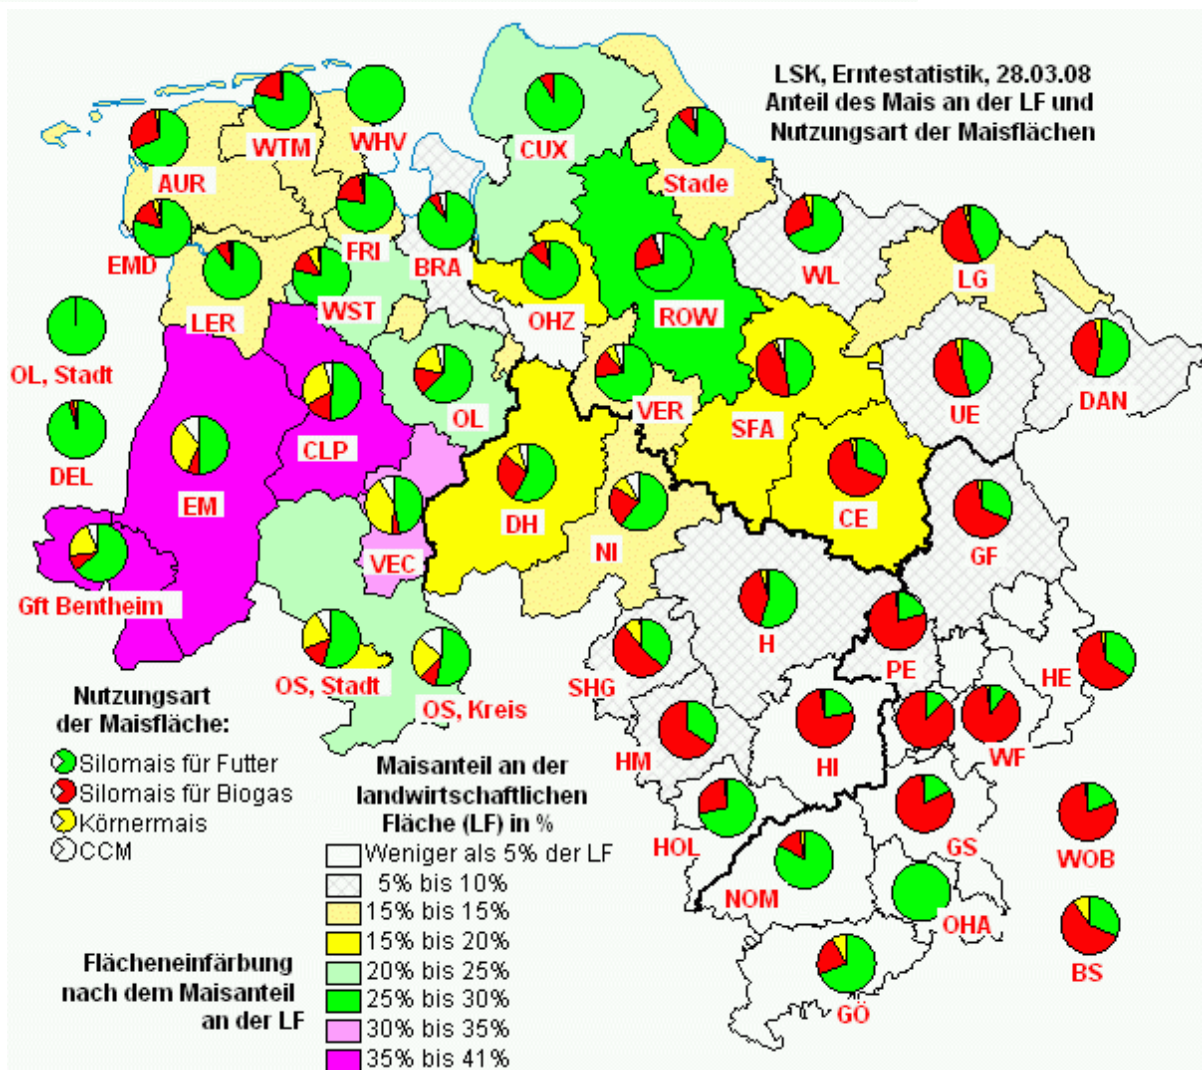 LSK, Erntestatistik, 28.03.08
Anteil des Mais an der LF und
Nutzungsart der Maisflächen
WTM
WHV
CUX
AUR
Stade
EMD
FRI
BRA
WL
LG
LER
WST
OHZ
ROW
OL, Stadt
OL
VER
SFA
UE
DAN
DEL
CLP
EM
DH
CE
VEC
NI
GF
Gft Bentheim
H
PE
HE
SHG
OS, Stadt
OS, Kreis
HM
HI
WF
HOL
GS
WOB
NOM
OHA
BS
GÖ
Nutzungsart
der Maisfläche:
Silomais für Futter
Silomais für Biogas
Körnermais
CCM
Maisanteil an der
landwirtschaftlichen
Fläche (LF) in %
Weniger als 5% der LF
5% bis 10%
15% bis 15%
15% bis 20%
20% bis 25%
25% bis 30%
30% bis 35%
35% bis 41%
Flächeneinfärbung
nach dem Maisanteil
an der LF